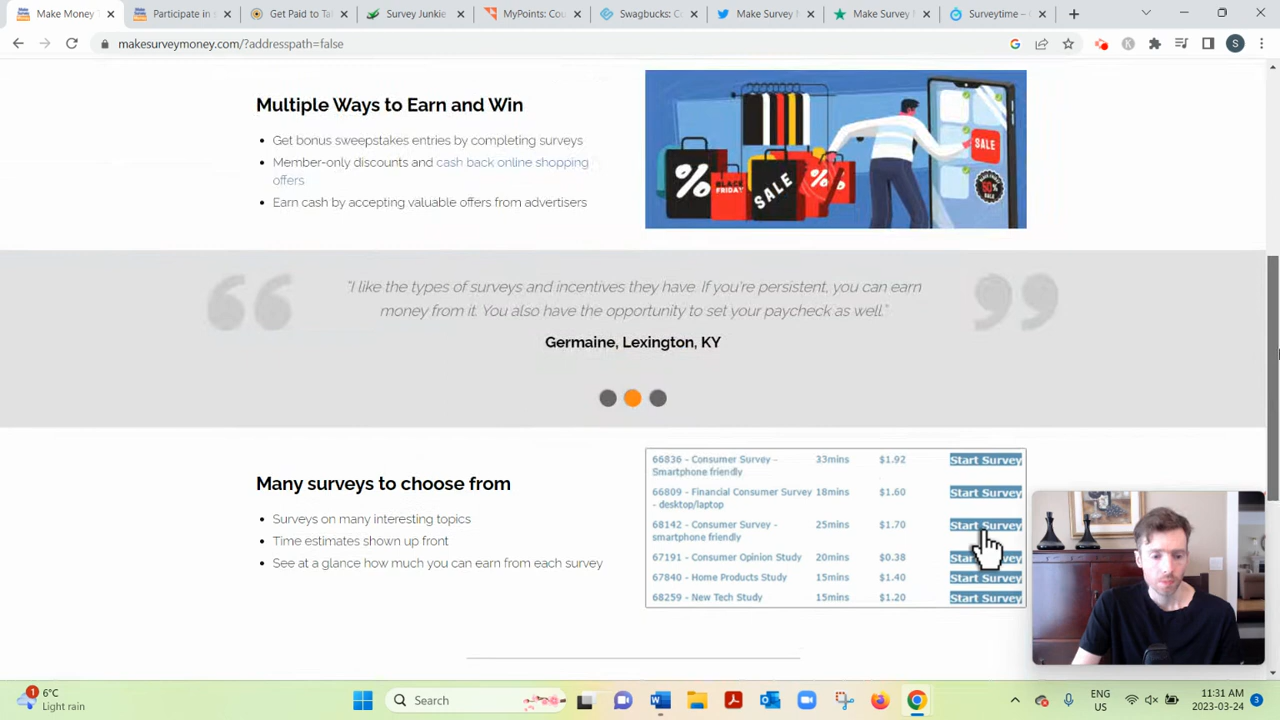 Make Money
Participate in
Get Paid to Tal
Survey Junkie
MyPoints: Cou
Swagbucks: Co
Make Survey M
Make Survey M
Surveytime –
makesurveymoney.com/?addresspath=false
G
K
S
Multiple Ways to Earn and Win
Get bonus sweepstakes entries by completing surveys
Member-only discounts and cash back online shopping
offers
Earn cash by accepting valuable offers from advertisers
%
BLACK
FRIDAY
SALE
%
SALE
“I like the types of surveys and incentives they have. If you're persistent, you can earn
money from it. You also have the opportunity to set your paycheck as well.”
Germaine, Lexington, KY
Many surveys to choose from
Surveys on many interesting topics
Time estimates shown up front
See at a glance how much you can earn from each survey
66836 - Consumer Survey - 33mins $1.92 Start Survey
Smartphone friendly
66809 - Financial Consumer Survey 18mins $1.60 Start Survey
- desktop/laptop
68142 - Consumer Survey - 25mins $1.70 Start Survey
smartphone friendly
67191 - Consumer Opinion Study 20mins $0.38 Start Survey
67840 - Home Products Study 15mins $1.40 Start Survey
68259 - New Tech Study 15mins $1.20 Start Survey
1
6°C
Light rain
Search
ENG
US
11:31 AM
2023-03-24
3